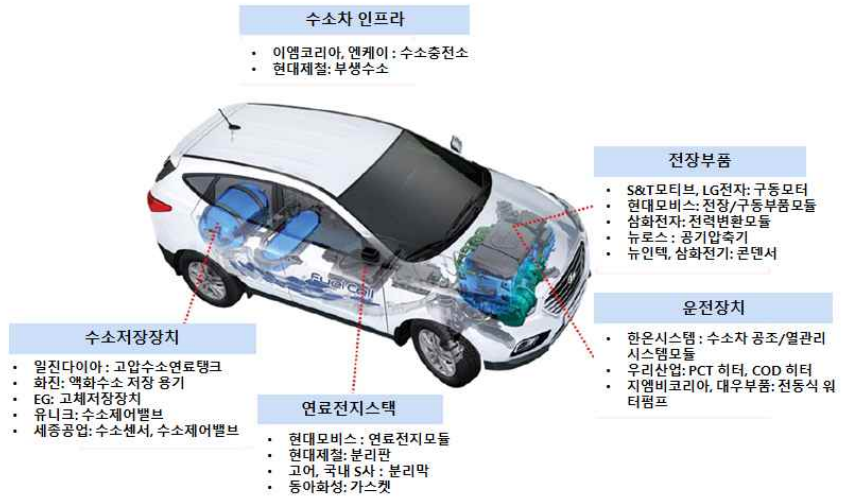 수소차 인프라
• 이엠코리아, 엔케이 : 수소충전소
• 현대제철: 부생수소
전장부품
• S&T모티브, LG전자: 구동모터
• 현대모비스: 전장/구동부품모듈
• 삼화전자: 전력변환모듈
• 뉴로스 : 공기압축기
• 뉴인텍, 삼화전기: 콘덴서
Fuel Cell
운전장치
• 한온시스템 : 수소차 공조/열관리
시스템모듈
• 우리산업: PCT 히터, COD 히터
• 지엠비코리아, 대우부품: 전동식 워
터펌프
수소저장장치
• 일진다이아 : 고압수소연료탱크
• 화진: 액화수소 저장 용기
• EG: 고체저장장치
• 유니크: 수소제어밸브
• 세종공업: 수소센서, 수소제어밸브
연료전지스택
• 현대모비스 : 연료전지모듈
• 현대제철: 분리판
• 고어, 국내 S사 : 분리막
• 동아화성: 가스켓